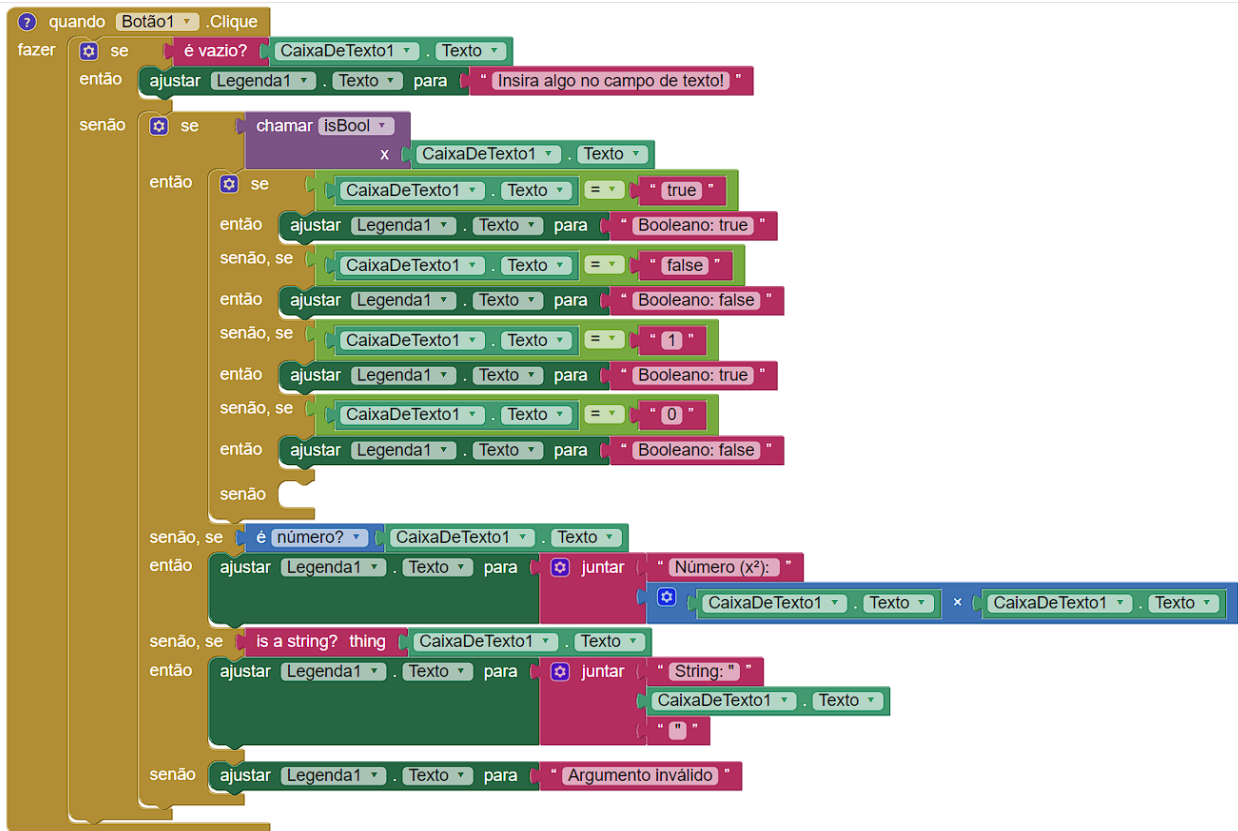 ? quando Botão1 .Clique
fazer se é vazio? CaixaDeTexto1 . Texto
então ajustar Legenda1 . Texto para " Insira algo no campo de texto! "
senão se chamar isBool
x CaixaDeTexto1 . Texto
então se CaixaDeTexto1 . Texto = " true "
então ajustar Legenda1 . Texto para " Booleano: true "
senão, se CaixaDeTexto1 . Texto = " false "
então ajustar Legenda1 . Texto para " Booleano: false "
senão, se CaixaDeTexto1 . Texto = " 1 "
então ajustar Legenda1 . Texto para " Booleano: true "
senão, se CaixaDeTexto1 . Texto = " 0 "
então ajustar Legenda1 . Texto para " Booleano: false "
senão
senão, se é número? CaixaDeTexto1 . Texto
então ajustar Legenda1 . Texto para juntar " Número (x²): "
CaixaDeTexto1 . Texto × CaixaDeTexto1 . Texto
senão, se is a string? thing CaixaDeTexto1 . Texto
então ajustar Legenda1 . Texto para juntar " String: " "
CaixaDeTexto1 . Texto
" " "
senão ajustar Legenda1 . Texto para " Argumento inválido "